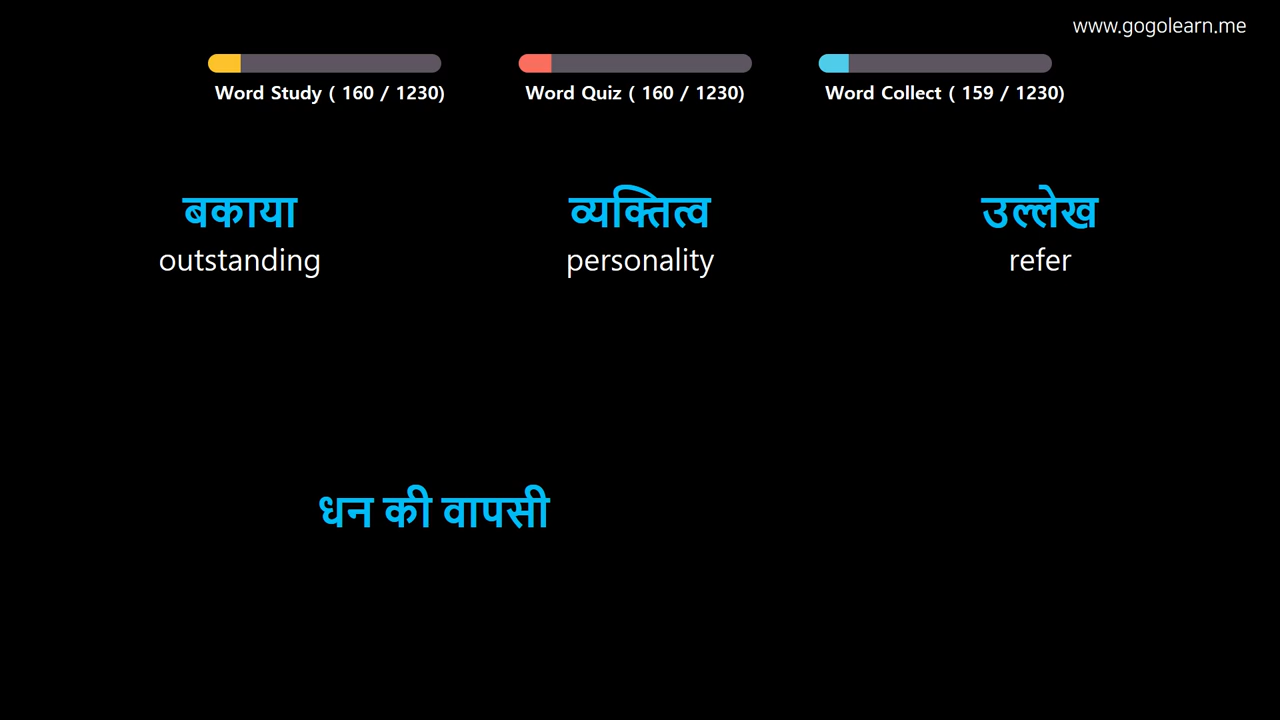 www.gogolearn.me
Word Study ( 160 / 1230)
Word Quiz ( 160 / 1230)
Word Collect ( 159 / 1230)
बकाया
outstanding
व्यक्तित्व
personality
उल्लेख
refer
धन की वापसी